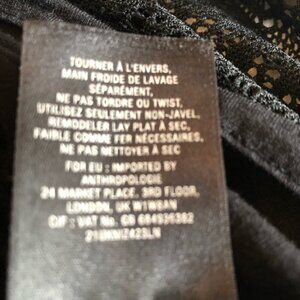 TOURNER À L'ENVERS,
MAIN FROIDE DE LAVAGE
SÉPARÉMENT,
NE PAS TORDRE OU TWIST,
UTILISEZ SEULEMENT NON-JAVEL,
REMODELER LAY PLAT À SEC,
FAIBLE COMME FER NÉCESSAIRES,
NE PAS NETTOYER À SEC
FOR EU : IMPORTED BY
ANTHROPOLOGIE
24 MARKET PLACE, 3RD FLOOR,
LONDON, UK W1W8AN
CIF : VAT No. GB 684936382